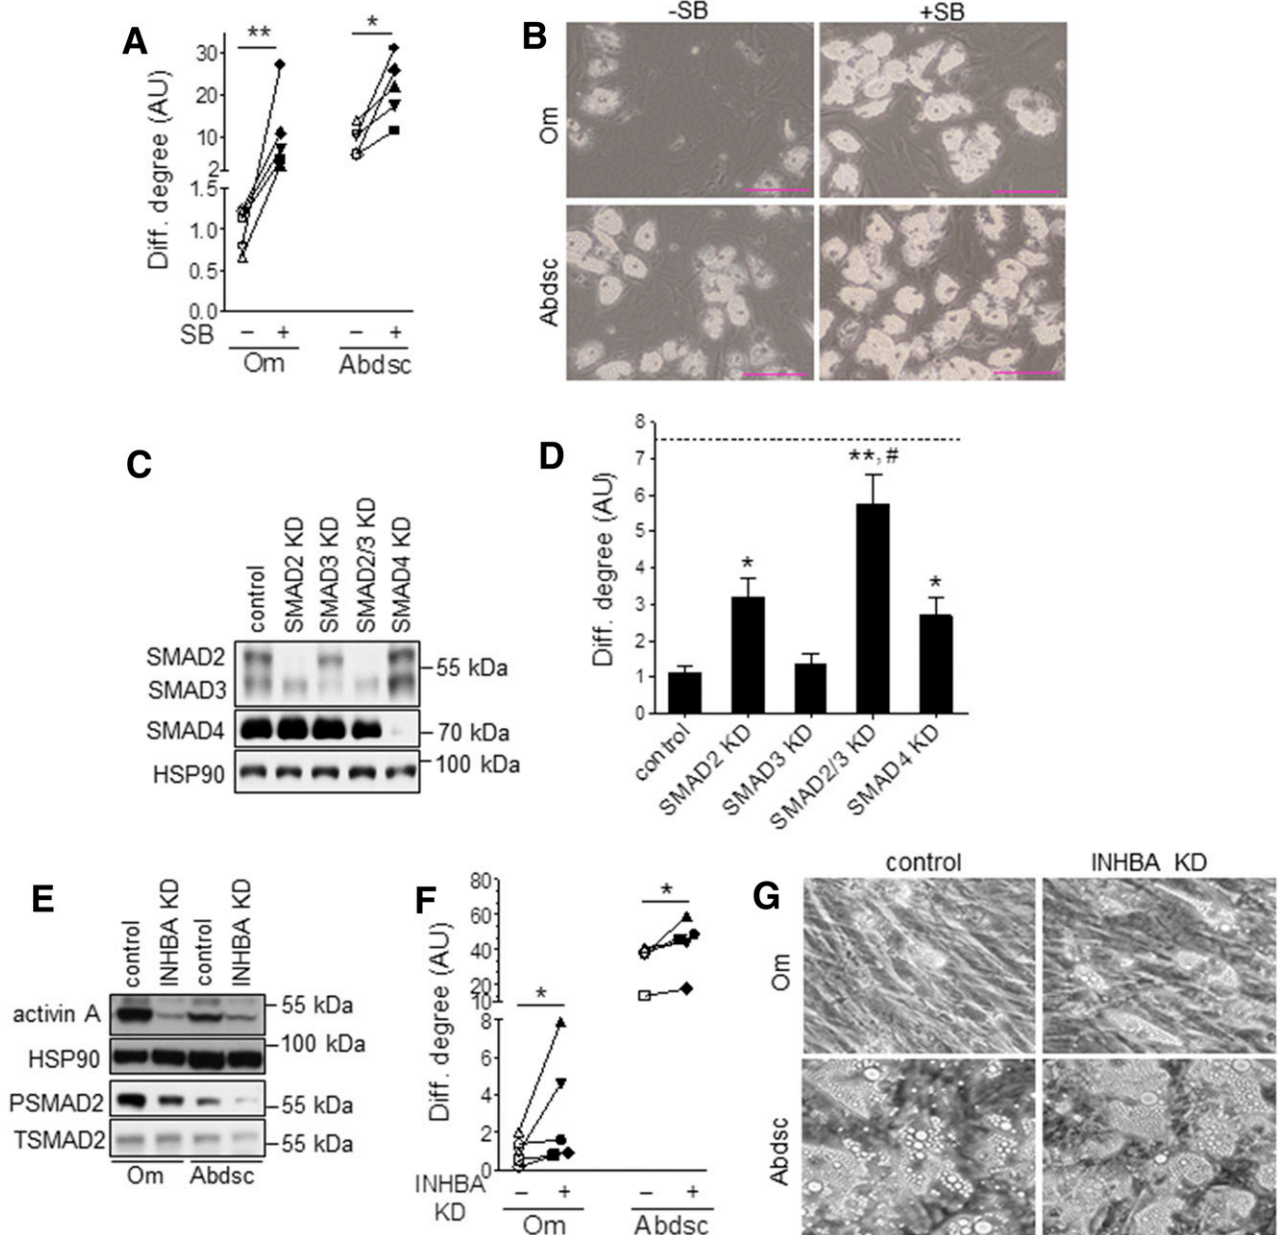 A
**
*
30
20
10
2
1.5
1.0
0.5
0.0
Diff. degree (AU)
SB
− + − +
Om Abdsc
B
-SB +SB
Om
Abdsc
C
control
SMAD2 KD
SMAD3 KD
SMAD2/3 KD
SMAD4 KD
SMAD2
SMAD3
55 kDa
SMAD4
70 kDa
HSP90
100 kDa
D
Diff. degree (AU)
8
7
6
5
4
3
2
1
0
*
**, #
*
control
SMAD2 KD
SMAD3 KD
SMAD2/3 KD
SMAD4 KD
E
control
INHBA KD
control
INHBA KD
activin A
55 kDa
HSP90
100 kDa
PSMAD2
55 kDa
TSMAD2
55 kDa
Om Abdsc
F
Diff. degree (AU)
80
60
40
20
10
8
6
4
2
0
*
*
INHBA
KD
− + − +
Om Abdsc
G
control INHBA KD
Om
Abdsc